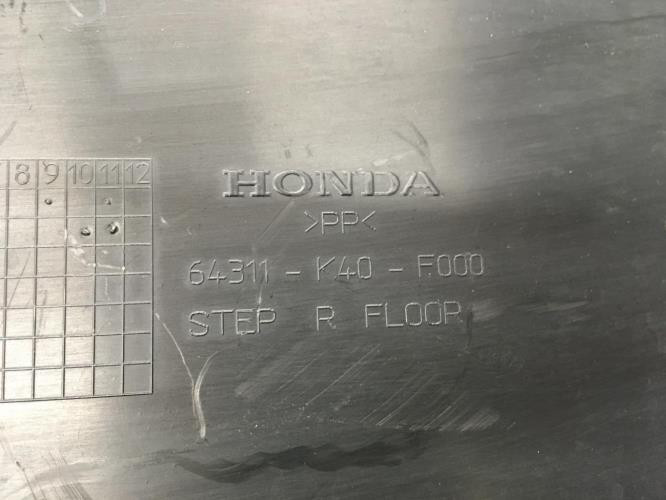 8 9 10 11 12
HONDA
>PP<
64311 - K40 - F000
STEP R FLOOR